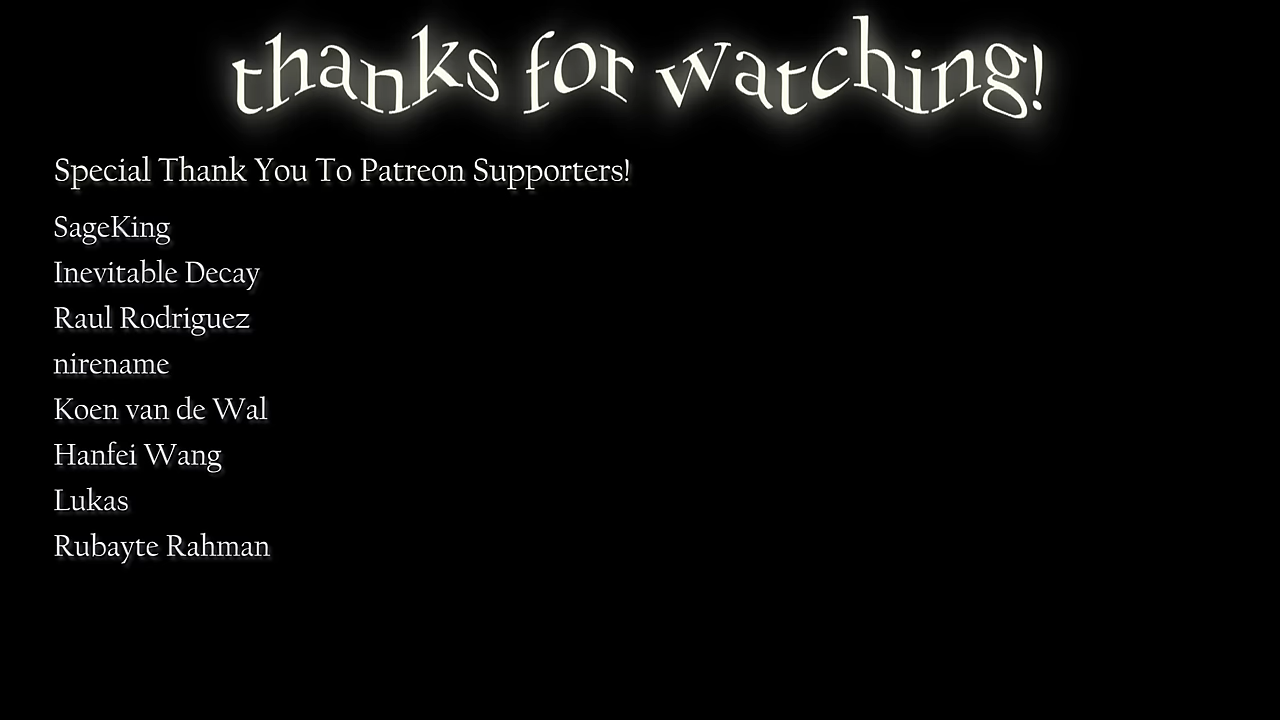 thanks for watching!
Special Thank You To Patreon Supporters!
SageKing
Inevitable Decay
Raul Rodriguez
nirename
Koen van de Wal
Hanfei Wang
Lukas
Rubayte Rahman